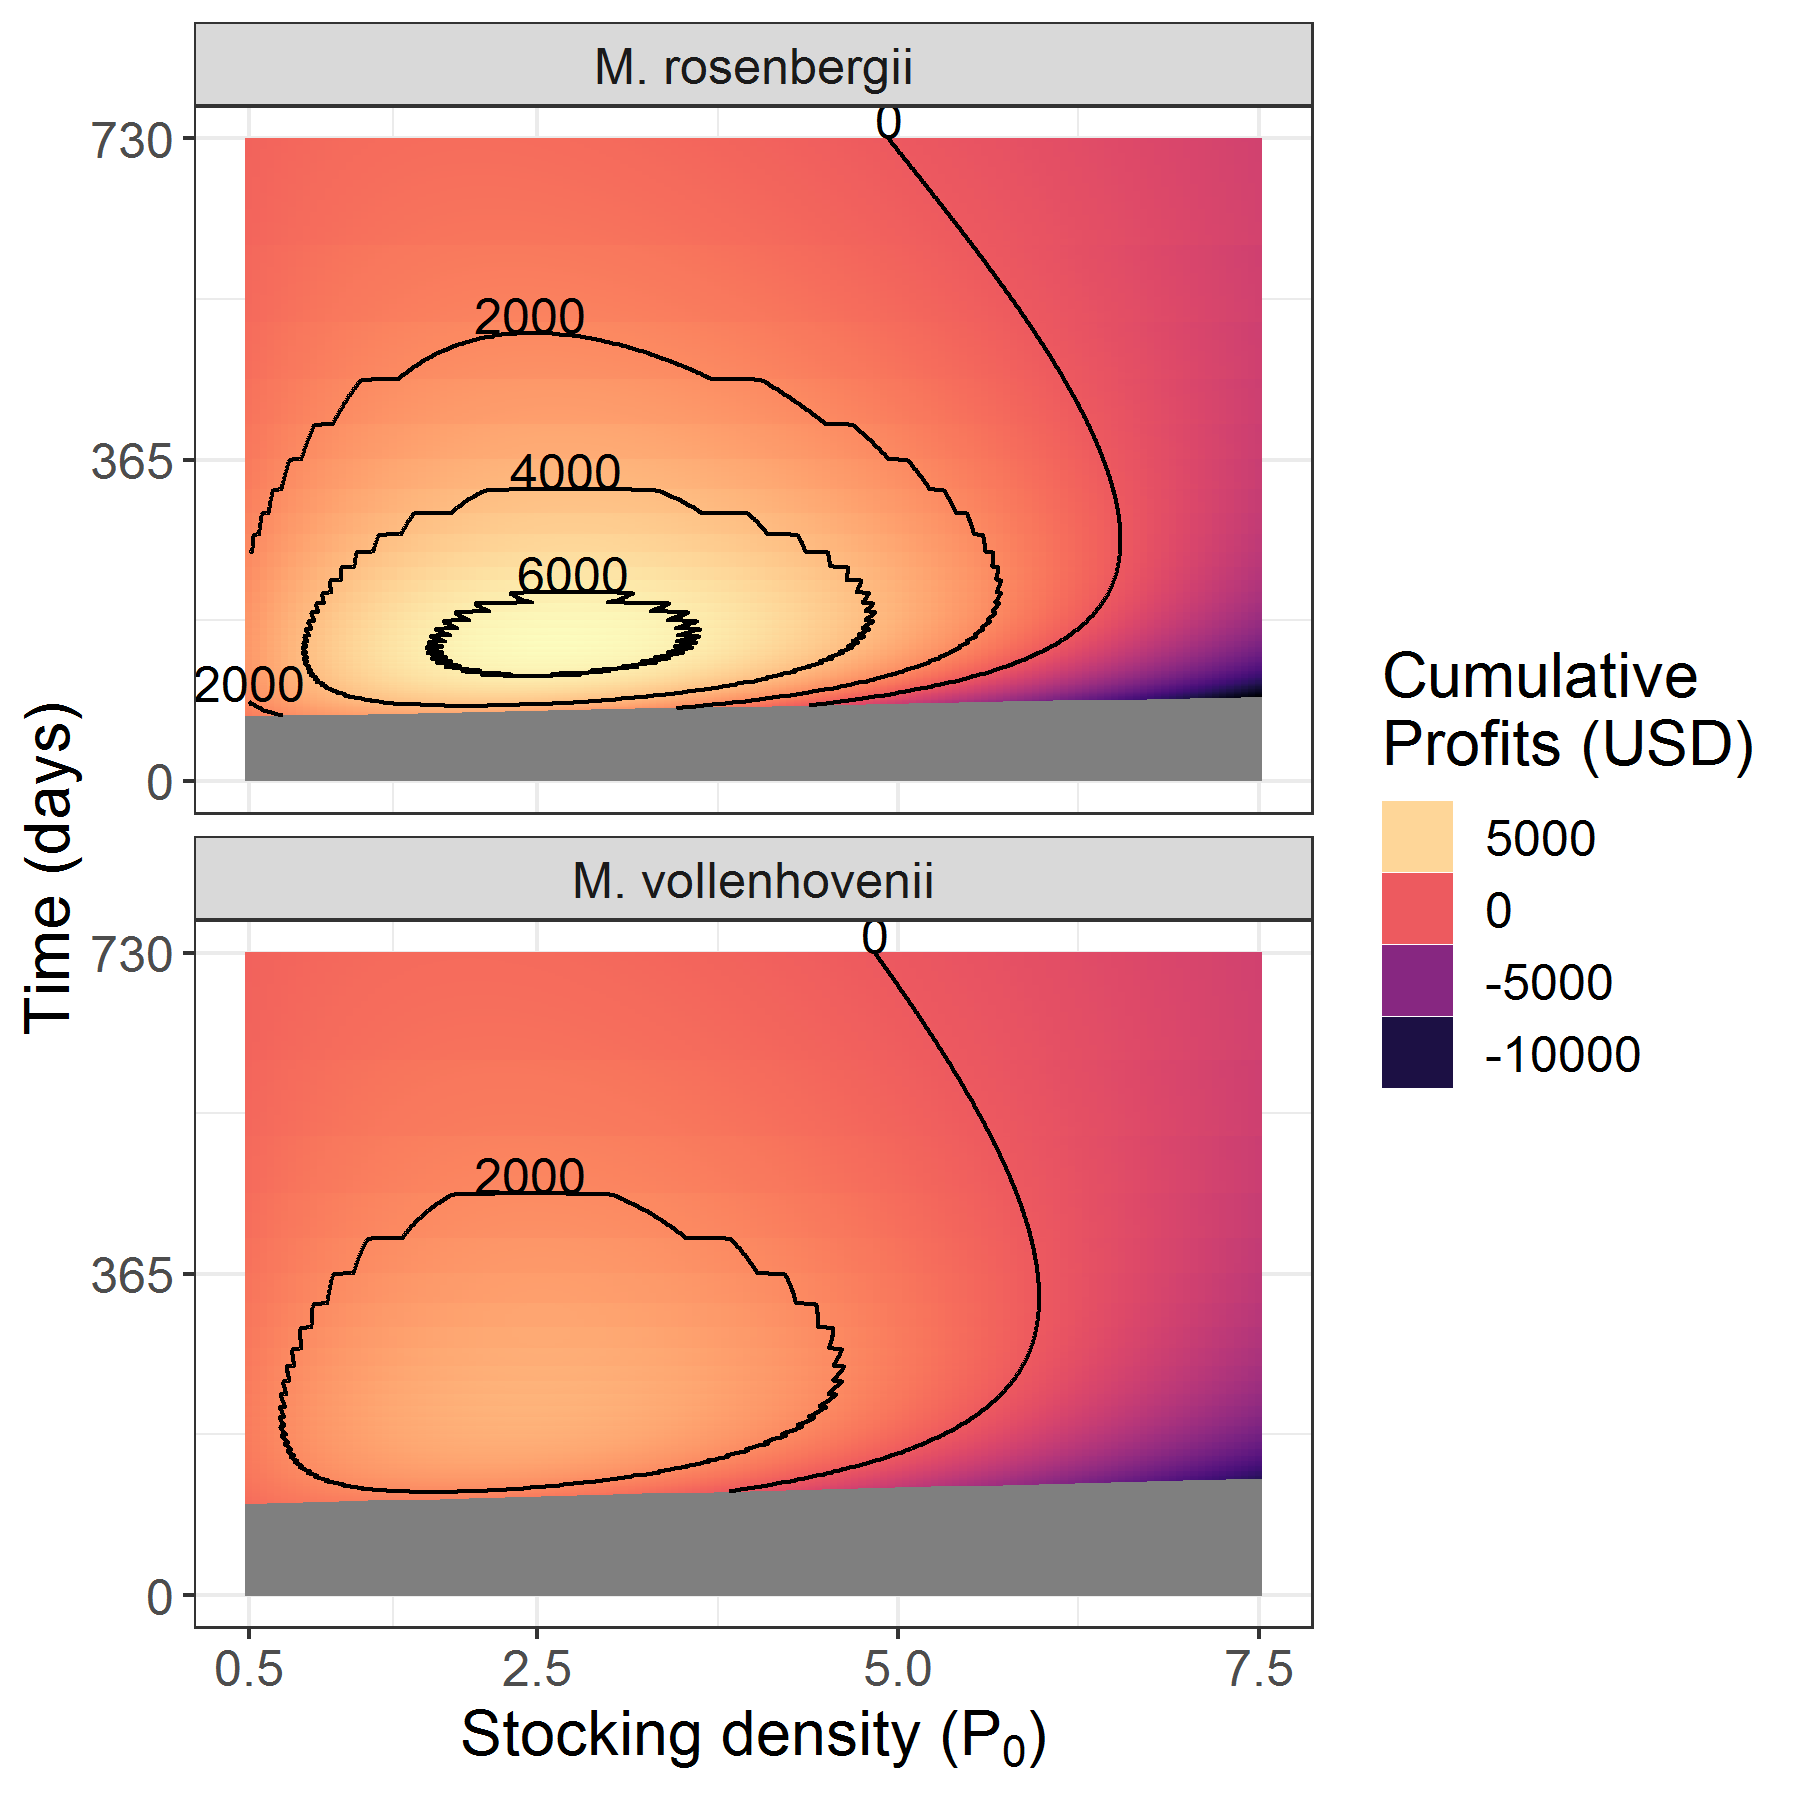 M. rosenbergii
0
730
2000
365
4000
6000
2000
0
M. vollenhovenii
0
730
2000
365
0
0.5 2.5 5.0 7.5
Stocking density (P₀)
Time (days)
Cumulative
Profits (USD)
5000
0
-5000
-10000